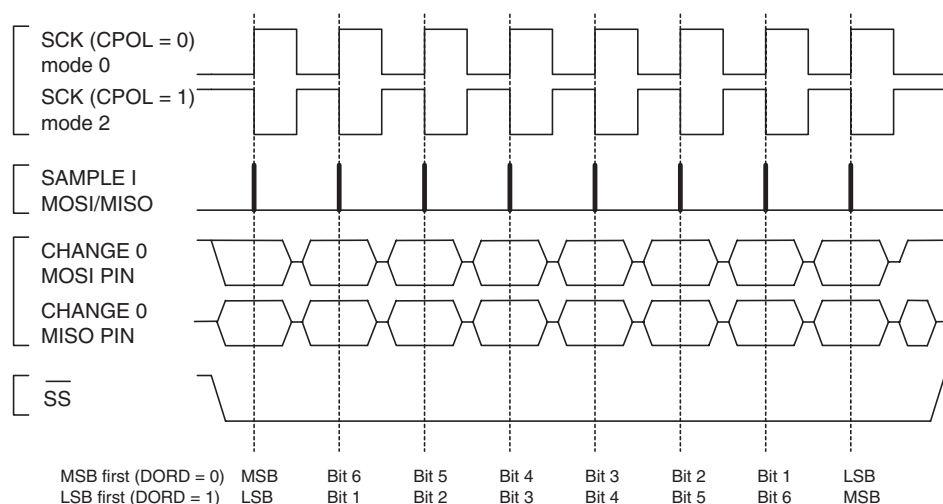 SCK (CPOL = 0)
mode 0
SCK (CPOL = 1)
mode 2
SAMPLE I
MOSI/MISO
CHANGE 0
MOSI PIN
CHANGE 0
MISO PIN
SS
MSB first (DORD = 0) MSB Bit 6 Bit 5 Bit 4 Bit 3 Bit 2 Bit 1 LSB
LSB first (DORD = 1) LSB Bit 1 Bit 2 Bit 3 Bit 4 Bit 5 Bit 6 MSB